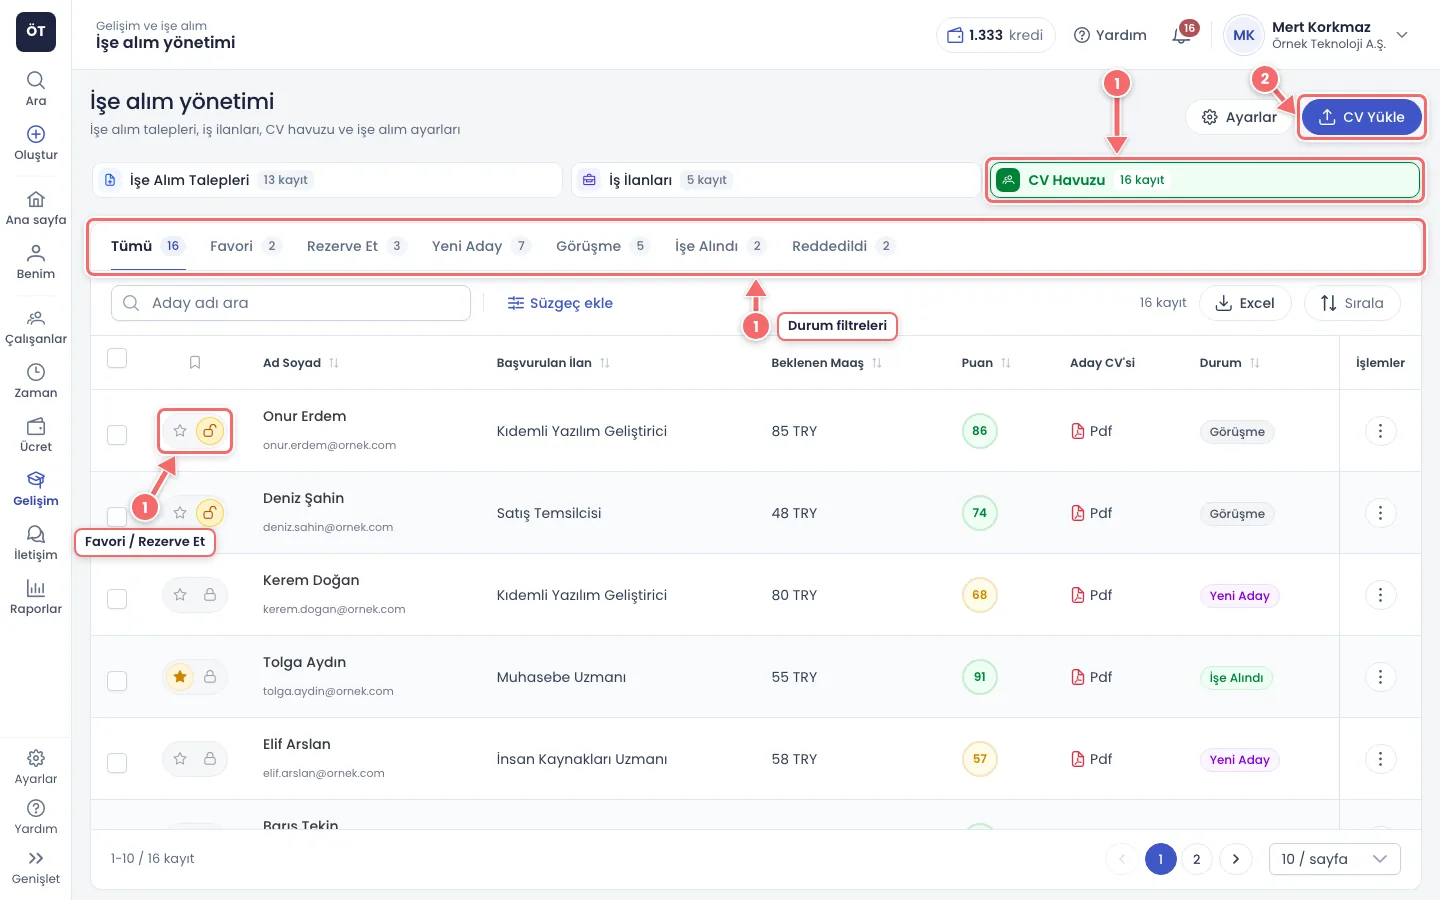 ÖT
Ara
Oluştur
Ana sayfa
Benim
Çalışanlar
Zaman
Ücret
Gelişim
İletişim
Raporlar
Ayarlar
Yardım
Genişlet
Gelişim ve işe alım
İşe alım yönetimi
1.333 kredi
Yardım
16
MK
Mert Korkmaz
Örnek Teknoloji A.Ş.
İşe alım yönetimi
İşe alım talepleri, iş ilanları, CV havuzu ve işe alım ayarları
1
2
Ayarlar
CV Yükle
İşe Alım Talepleri 13 kayıt
İş İlanları 5 kayıt
CV Havuzu 16 kayıt
Tümü 16
Favori 2
Rezerve Et 3
Yeni Aday 7
Görüşme 5
İşe Alındı 2
Reddedildi 2
Aday adı ara
Süzgeç ekle
1
Durum filtreleri
16 kayıt
Excel
Sırala
Ad Soyad
Başvurulan İlan
Beklenen Maaş
Puan
Aday CV'si
Durum
İşlemler
Onur Erdem
onur.erdem@ornek.com
Kıdemli Yazılım Geliştirici
85 TRY
86
Pdf
Görüşme
1
Favori / Rezerve Et
Deniz Şahin
deniz.sahin@ornek.com
Satış Temsilcisi
48 TRY
74
Pdf
Görüşme
Kerem Doğan
kerem.dogan@ornek.com
Kıdemli Yazılım Geliştirici
80 TRY
68
Pdf
Yeni Aday
Tolga Aydın
tolga.aydin@ornek.com
Muhasebe Uzmanı
55 TRY
91
Pdf
İşe Alındı
Elif Arslan
elif.arslan@ornek.com
İnsan Kaynakları Uzmanı
58 TRY
57
Pdf
Yeni Aday
Barış Tekin
1-10 / 16 kayıt
1
2
10 / sayfa